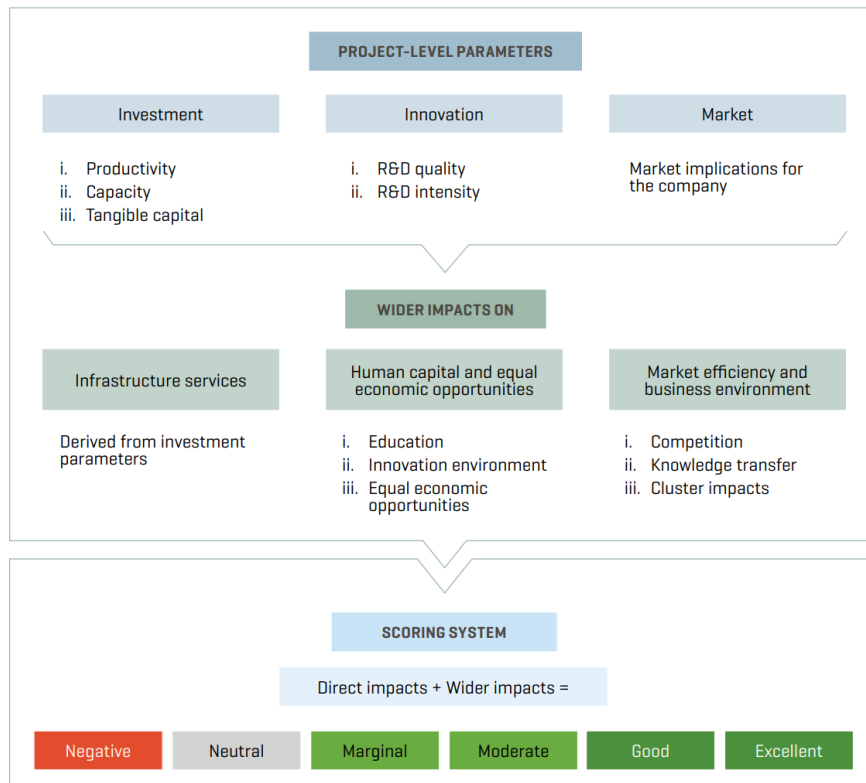 PROJECT-LEVEL PARAMETERS
Investment
i. Productivity
ii. Capacity
iii. Tangible capital
Innovation
i. R&D quality
ii. R&D intensity
Market
Market implications for
the company
WIDER IMPACTS ON
Infrastructure services
Derived from investment
parameters
Human capital and equal
economic opportunities
i. Education
ii. Innovation environment
iii. Equal economic
opportunities
Market efficiency and
business environment
i. Competition
ii. Knowledge transfer
iii. Cluster impacts
SCORING SYSTEM
Direct impacts + Wider impacts =
Negative
Neutral
Marginal
Moderate
Good
Excellent